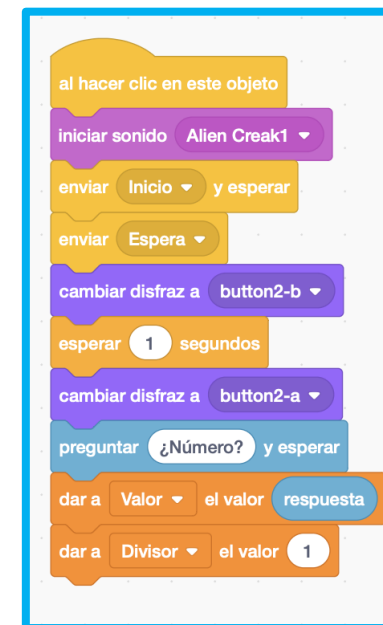 al hacer clic en este objeto
iniciar sonido Alien Creak1
enviar Inicio y esperar
enviar Espera
cambiar disfraz a button2-b
esperar 1 segundos
cambiar disfraz a button2-a
preguntar ¿Número? y esperar
dar a Valor el valor respuesta
dar a Divisor el valor 1